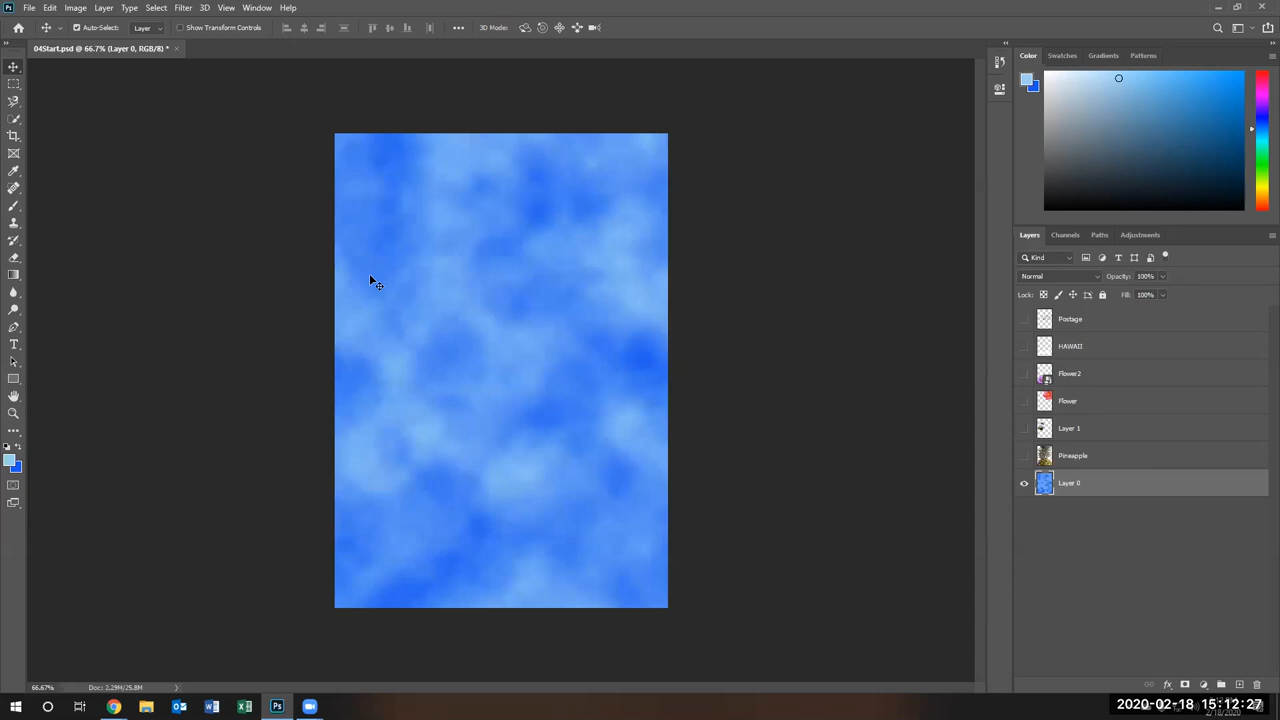 Ps File Edit Image Layer Type Select Filter 3D View Window Help
Auto-Select: Layer Show Transform Controls 3D Mode:
04Start.psd @ 66.7% (Layer 0, RGB/8) *
Color Swatches Gradients Patterns
Layers Channels Paths Adjustments
Kind
Normal Opacity: 100%
Lock: Fill: 100%
Postage
HAWAII
Flower2
Flower
Layer 1
Pineapple
Layer 0
66.67% Doc: 2.29M/25.8M
Ps
2020-02-18 15:12:27